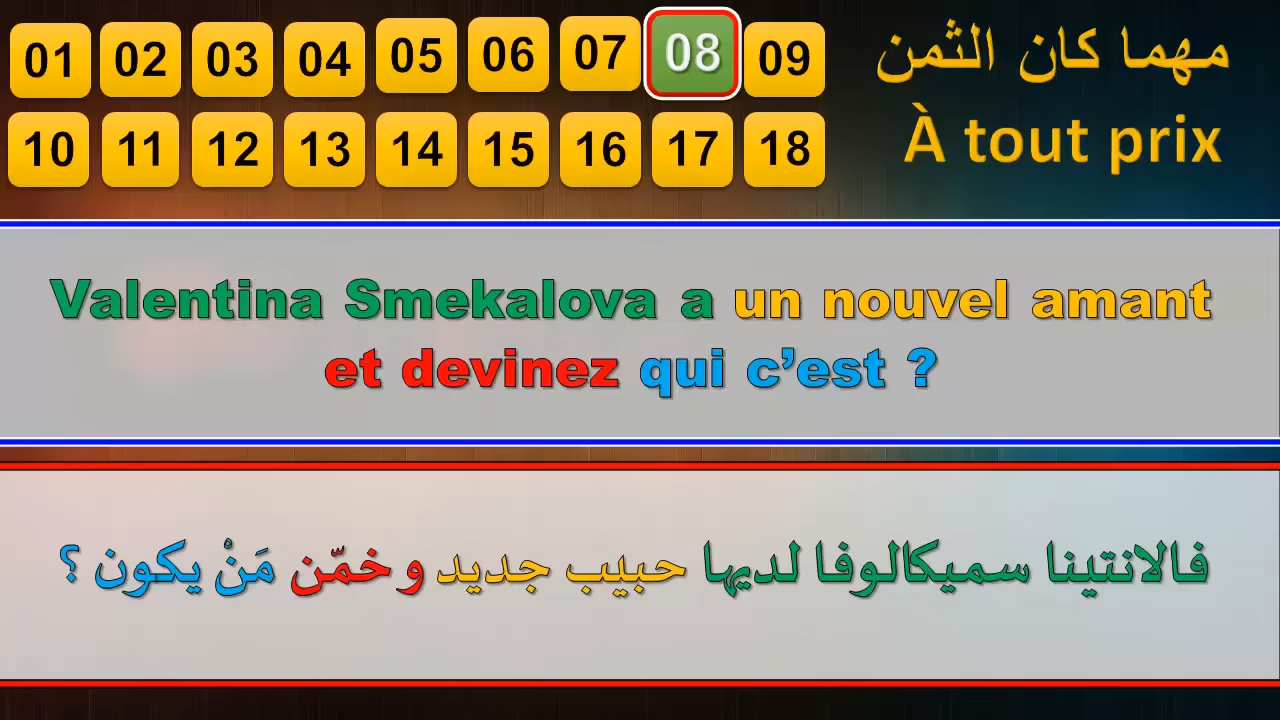 01 02 03 04 05 06 07 08 09
10 11 12 13 14 15 16 17 18
مهما كان الثمن
À tout prix
Valentina Smekalova a un nouvel amant
et devinez qui c’est ?
فالانتينا سميكالوفا لديها حبيب جديد و خمّن مَنْ يكون ؟